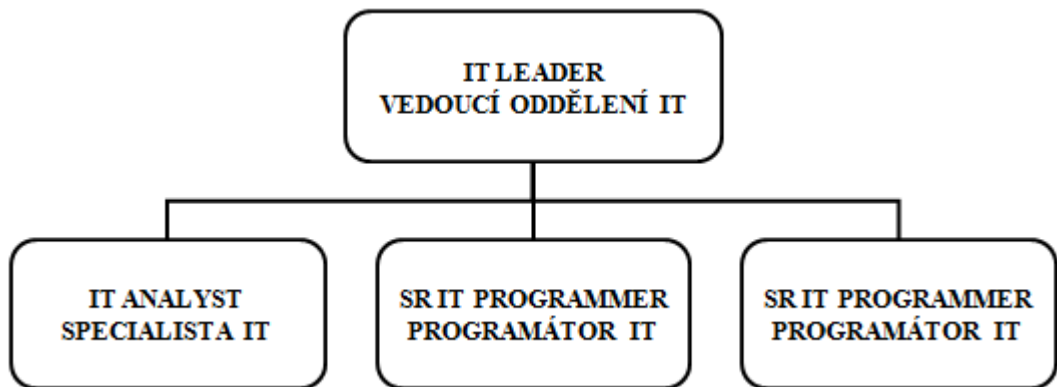 IT LEADER
VEDOUCÍ ODDĚLENÍ IT
IT ANALYST
SPECIALISTA IT
SR IT PROGRAMMER
PROGRAMÁTOR IT
SR IT PROGRAMMER
PROGRAMÁTOR IT